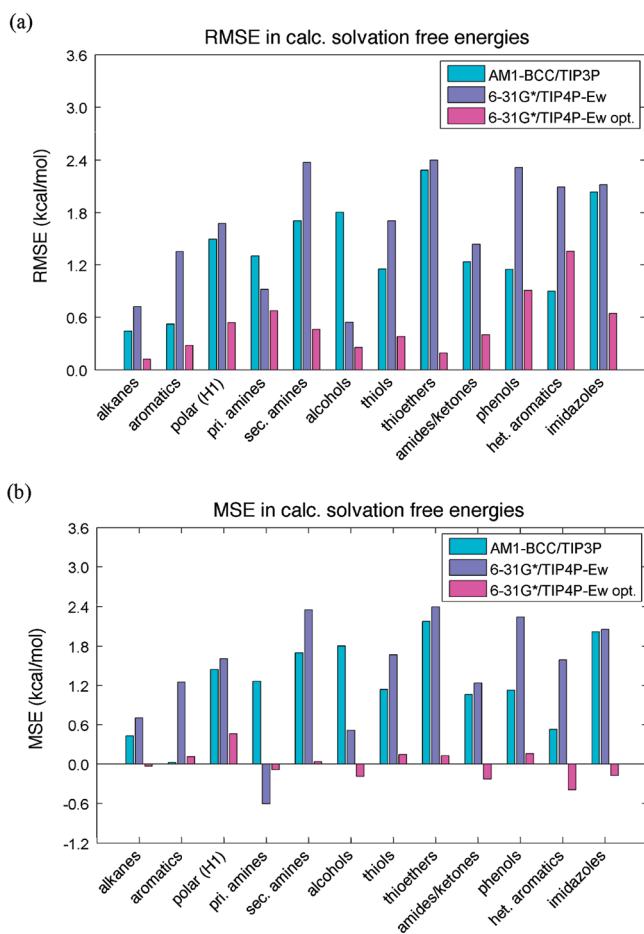 (a)
RMSE in calc. solvation free energies
3.6
3.0
2.4
1.8
1.2
0.6
0.0
RMSE (kcal/mol)
AM1-BCC/TIP3P
6-31G*/TIP4P-Ew
6-31G*/TIP4P-Ew opt.
alkanes
aromatics
polar (H1)
pri. amines
sec. amines
alcohols
thiols
thioethers
amides/ketones
phenols
het. aromatics
imidazoles
(b)
MSE in calc. solvation free energies
3.6
3.0
2.4
1.8
1.2
0.6
0.0
-0.6
-1.2
MSE (kcal/mol)
AM1-BCC/TIP3P
6-31G*/TIP4P-Ew
6-31G*/TIP4P-Ew opt.
alkanes
aromatics
polar (H1)
pri. amines
sec. amines
alcohols
thiols
thioethers
amides/ketones
phenols
het. aromatics
imidazoles